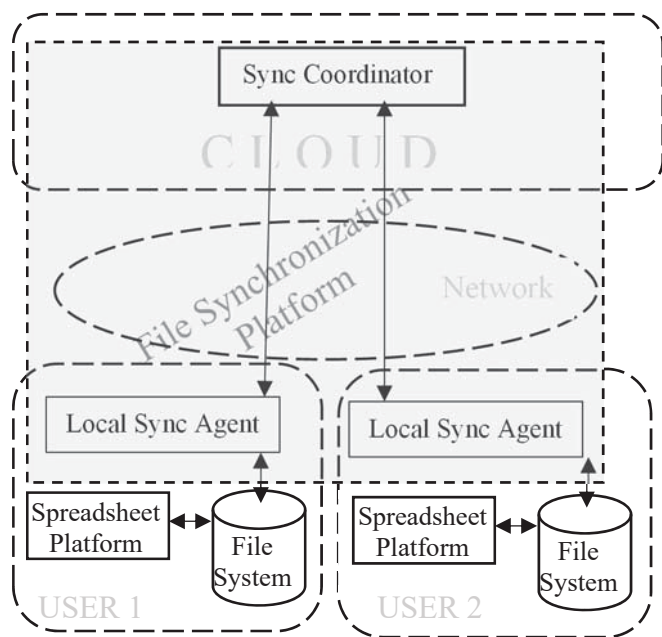 Sync Coordinator
CLOUD
File Synchronization
Platform
Network
Local Sync Agent
Local Sync Agent
Spreadsheet
Platform
File
System
Spreadsheet
Platform
File
System
USER 1
USER 2